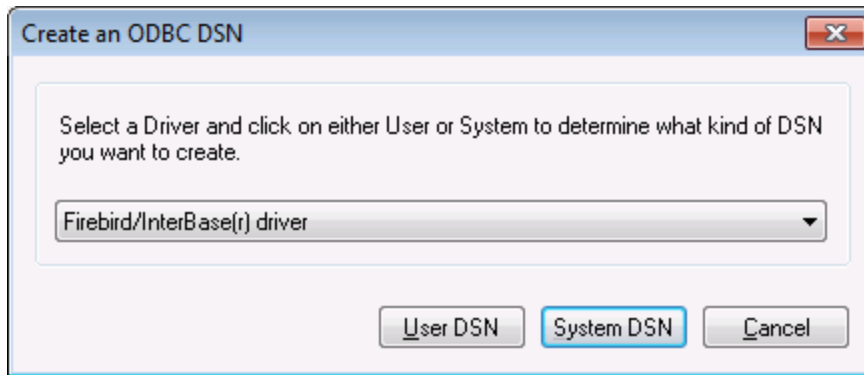 Create an ODBC DSN
Select a Driver and click on either User or System to determine what kind of DSN
you want to create.
Firebird/InterBase(r) driver
User DSN
System DSN
Cancel